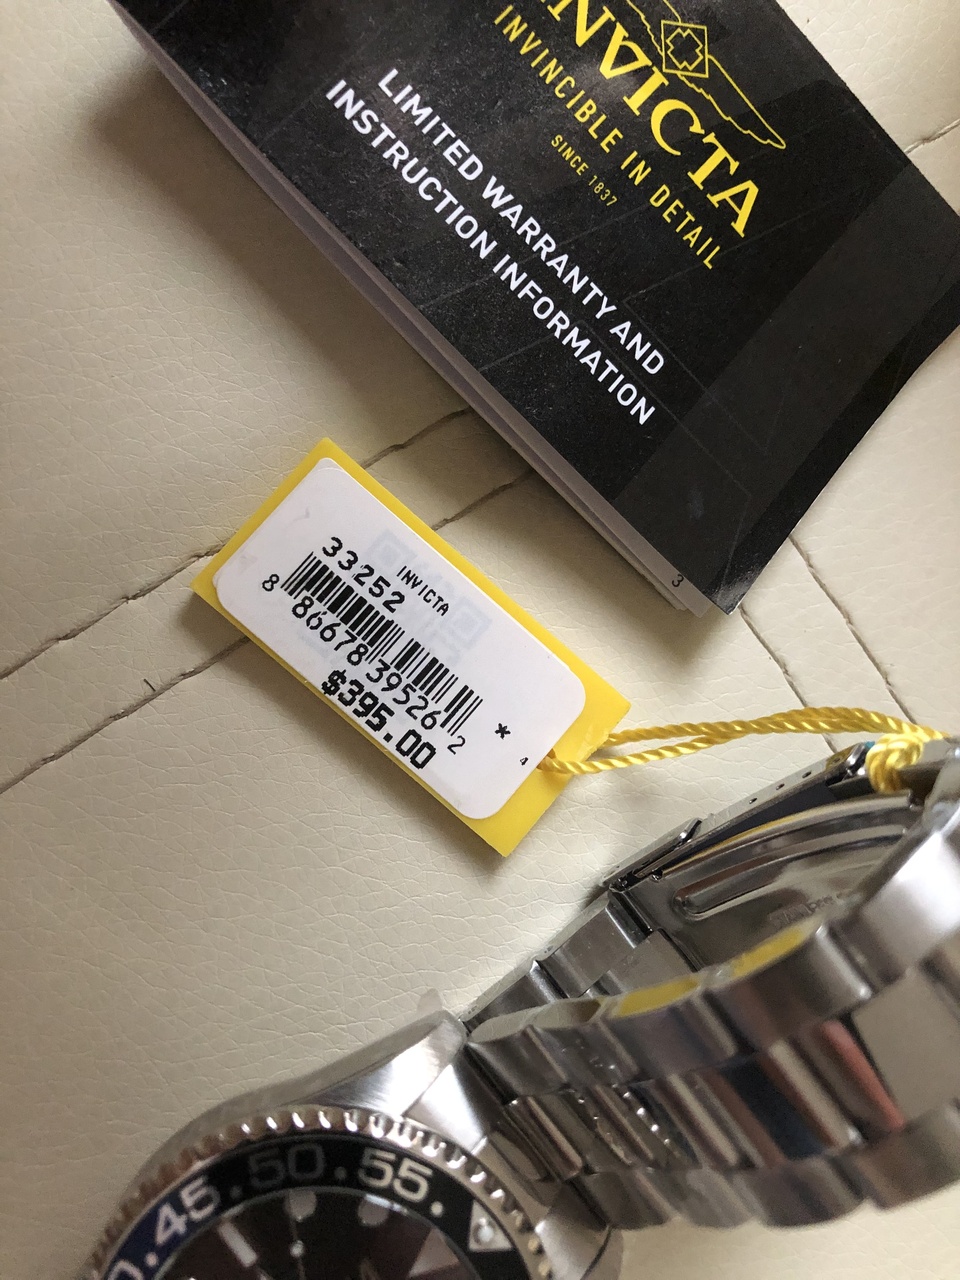 INVICTA
INVINCIBLE IN DETAIL
SINCE 1837
LIMITED WARRANTY AND
INSTRUCTION INFORMATION
3
INVICTA
33252
8 86678 39526 2
$395.00
*
4
45 . 50 . 55 .